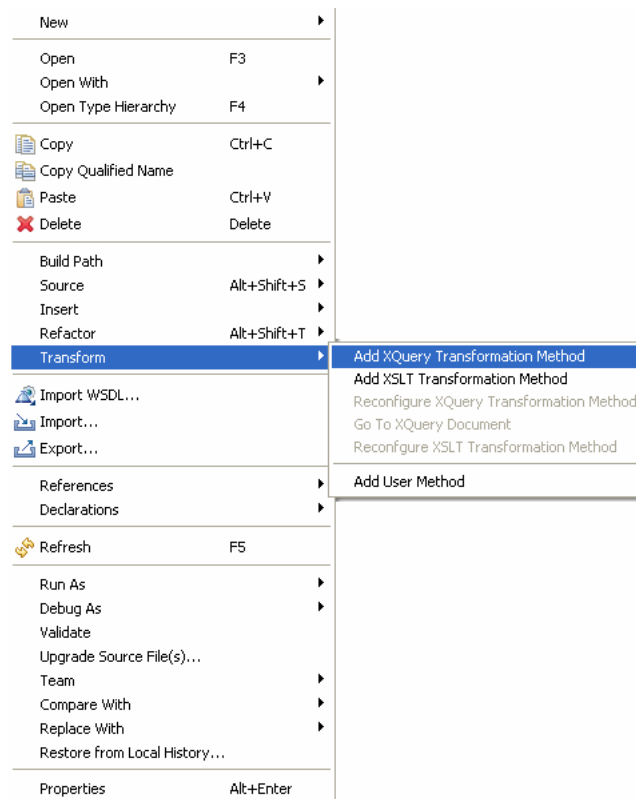 New
Open F3
Open With
Open Type Hierarchy F4
Copy Ctrl+C
Copy Qualified Name
Paste Ctrl+V
Delete Delete
Build Path
Source Alt+Shift+S
Insert
Refactor Alt+Shift+T
Transform
Import WSDL...
Import...
Export...
References
Declarations
Refresh F5
Run As
Debug As
Validate
Upgrade Source File(s)...
Team
Compare With
Replace With
Restore from Local History...
Properties Alt+Enter
Add XQuery Transformation Method
Add XSLT Transformation Method
Reconfigure XQuery Transformation Method
Go To XQuery Document
Reconfgure XSLT Transformation Method
Add User Method